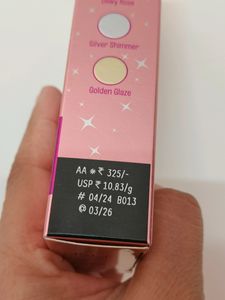 Dewy Rose
Silver Shimmer
Golden Glaze
AA * ₹ 325/-
USP ₹ 10.83/g
# 04/24 B013
@ 03/26